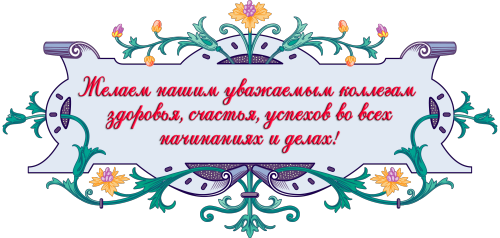 Желаем нашим уважаемым коллегам
здоровья, счастья, успехов во всех
начинаниях и делах!